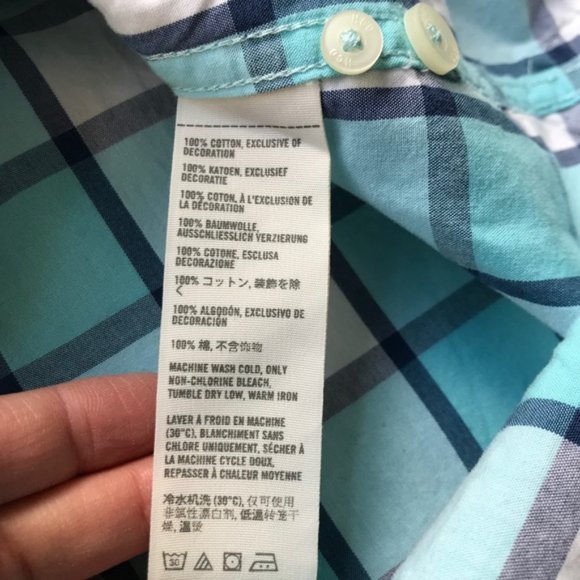 100% COTTON, EXCLUSIVE OF
DECORATION
100% KATOEN, EXCLUSIEF
DECORATIE
100% COTON, À L'EXCLUSION DE
LA DÉCORATION
100% BAUMWOLLE,
AUSSCHLIESSLICH VERZIERUNG
100% COTONE, ESCLUSA
DECORAZIONE
100% コットン, 装飾を除
く
100% ALGODÓN, EXCLUSIVO DE
DECORACIÓN
100% 棉, 不含饰物
MACHINE WASH COLD, ONLY
NON-CHLORINE BLEACH,
TUMBLE DRY LOW, WARM IRON
LAVER À FROID EN MACHINE
(30°C), BLANCHIMENT SANS
CHLORE UNIQUEMENT, SÉCHER À
LA MACHINE CYCLE DOUX,
REPASSER À CHALEUR MOYENNE
冷水机洗 (30°C), 仅可使用
非氯性漂白剂, 低温转笼干
燥, 温烫
30